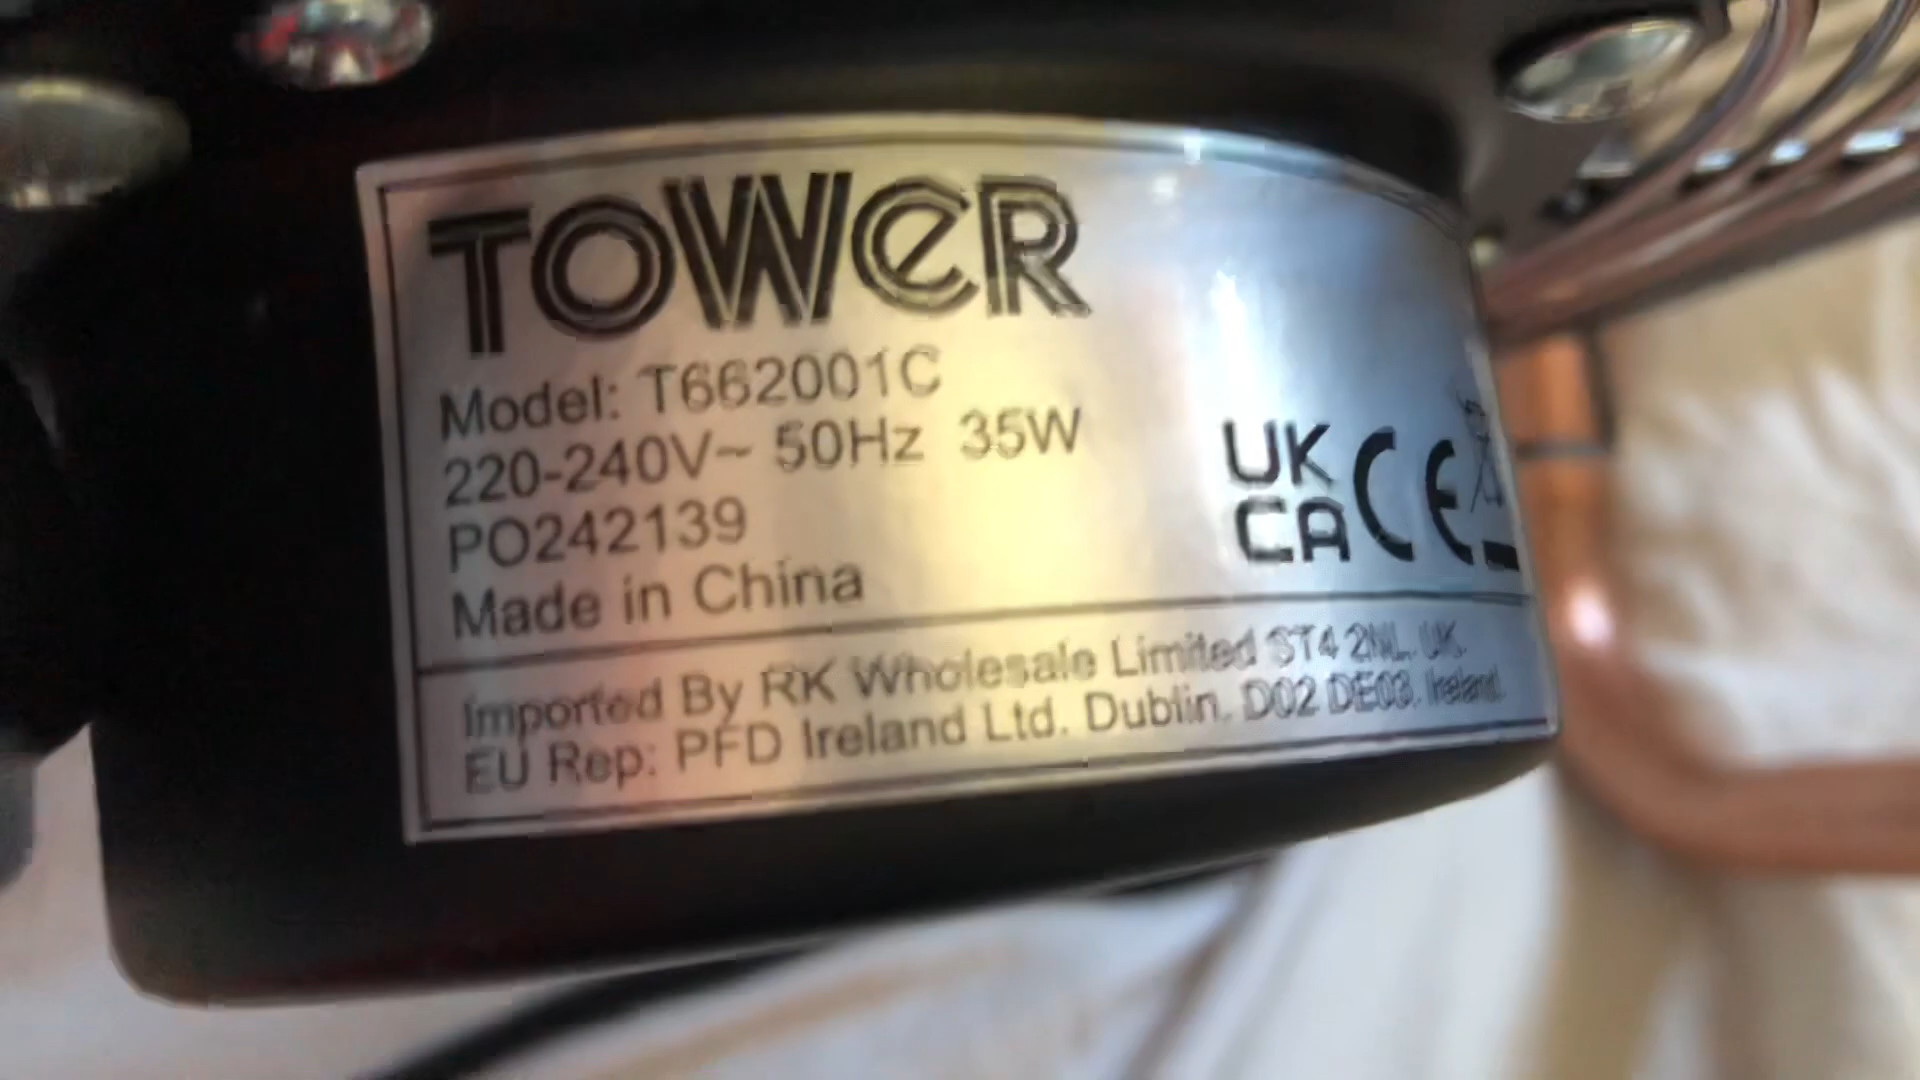 TOWER
Model: T662001C
220-240V~ 50Hz 35W
PO242139
Made in China
UK
CA CE
Imported By RK Wholesale Limited ST4 2NL. UK.
EU Rep: PFD Ireland Ltd. Dublin. D02 DE03. Ireland.